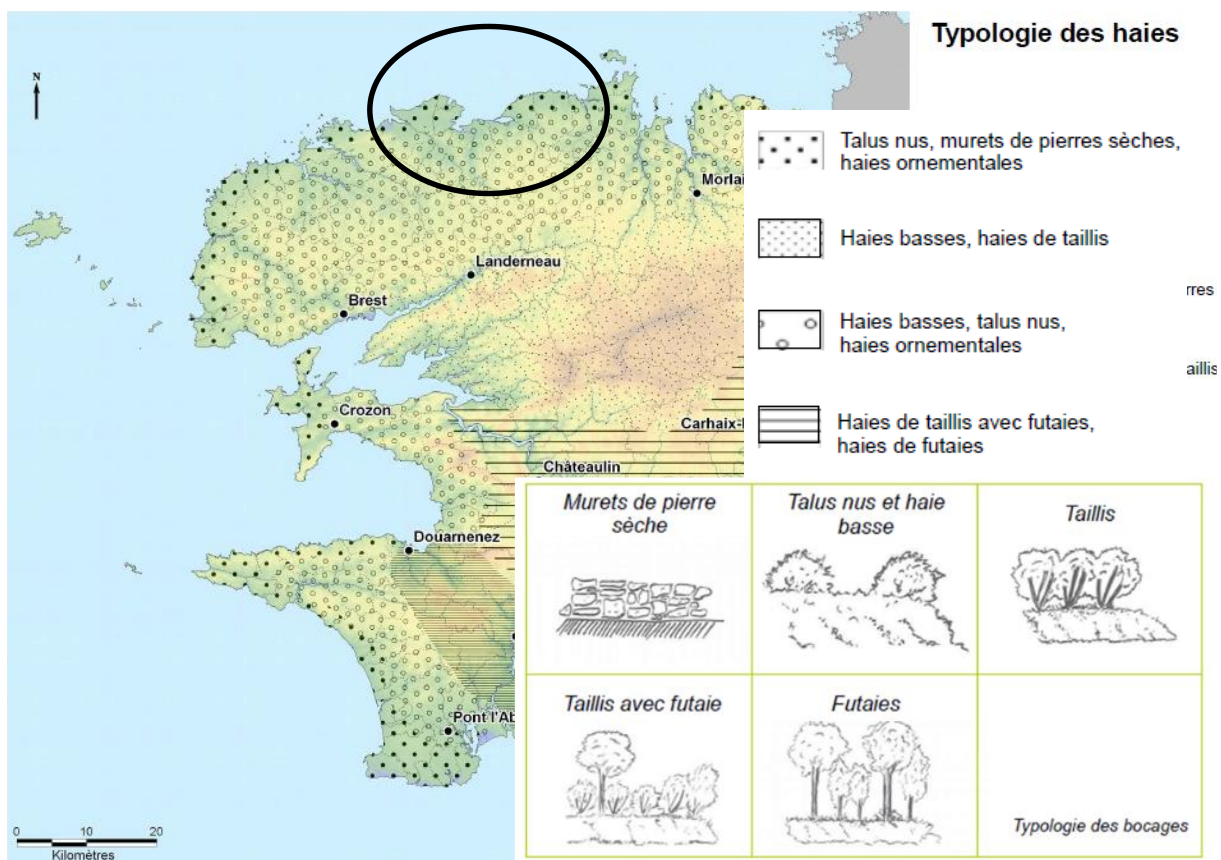 Typologie des haies
N
Talus nus, murets de pierres sèches,
haies ornementales
Haies basses, haies de taillis
rres
Haies basses, talus nus,
haies ornementales
aillis
Haies de taillis avec futaies,
haies de futaies
Morlai
Landerneau
Brest
Crozon
Carhaix-
Châteaulin
Douarnenez
Pont l'Ab
0 10 20
Kilomètres
Murets de pierre
sèche
Talus nus et haie
basse
Taillis
Taillis avec futaie
Futaies
Typologie des bocages